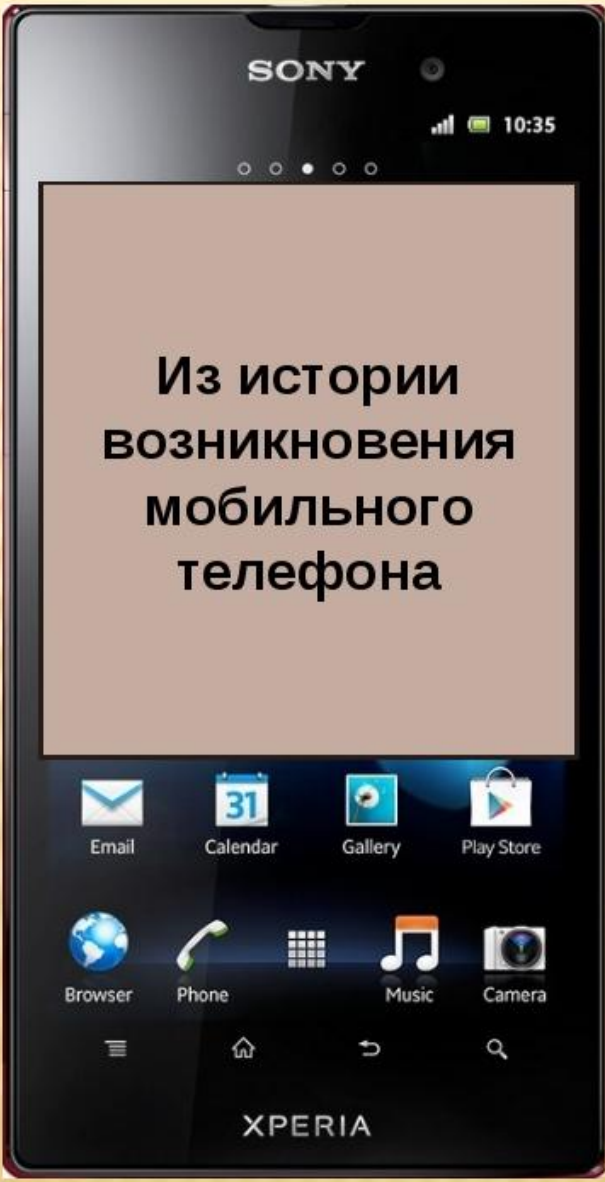 SONY
10:35
Из истории
возникновения
мобильного
телефона
31
Email Calendar Gallery Play Store
Browser Phone Music Camera
XPERIA